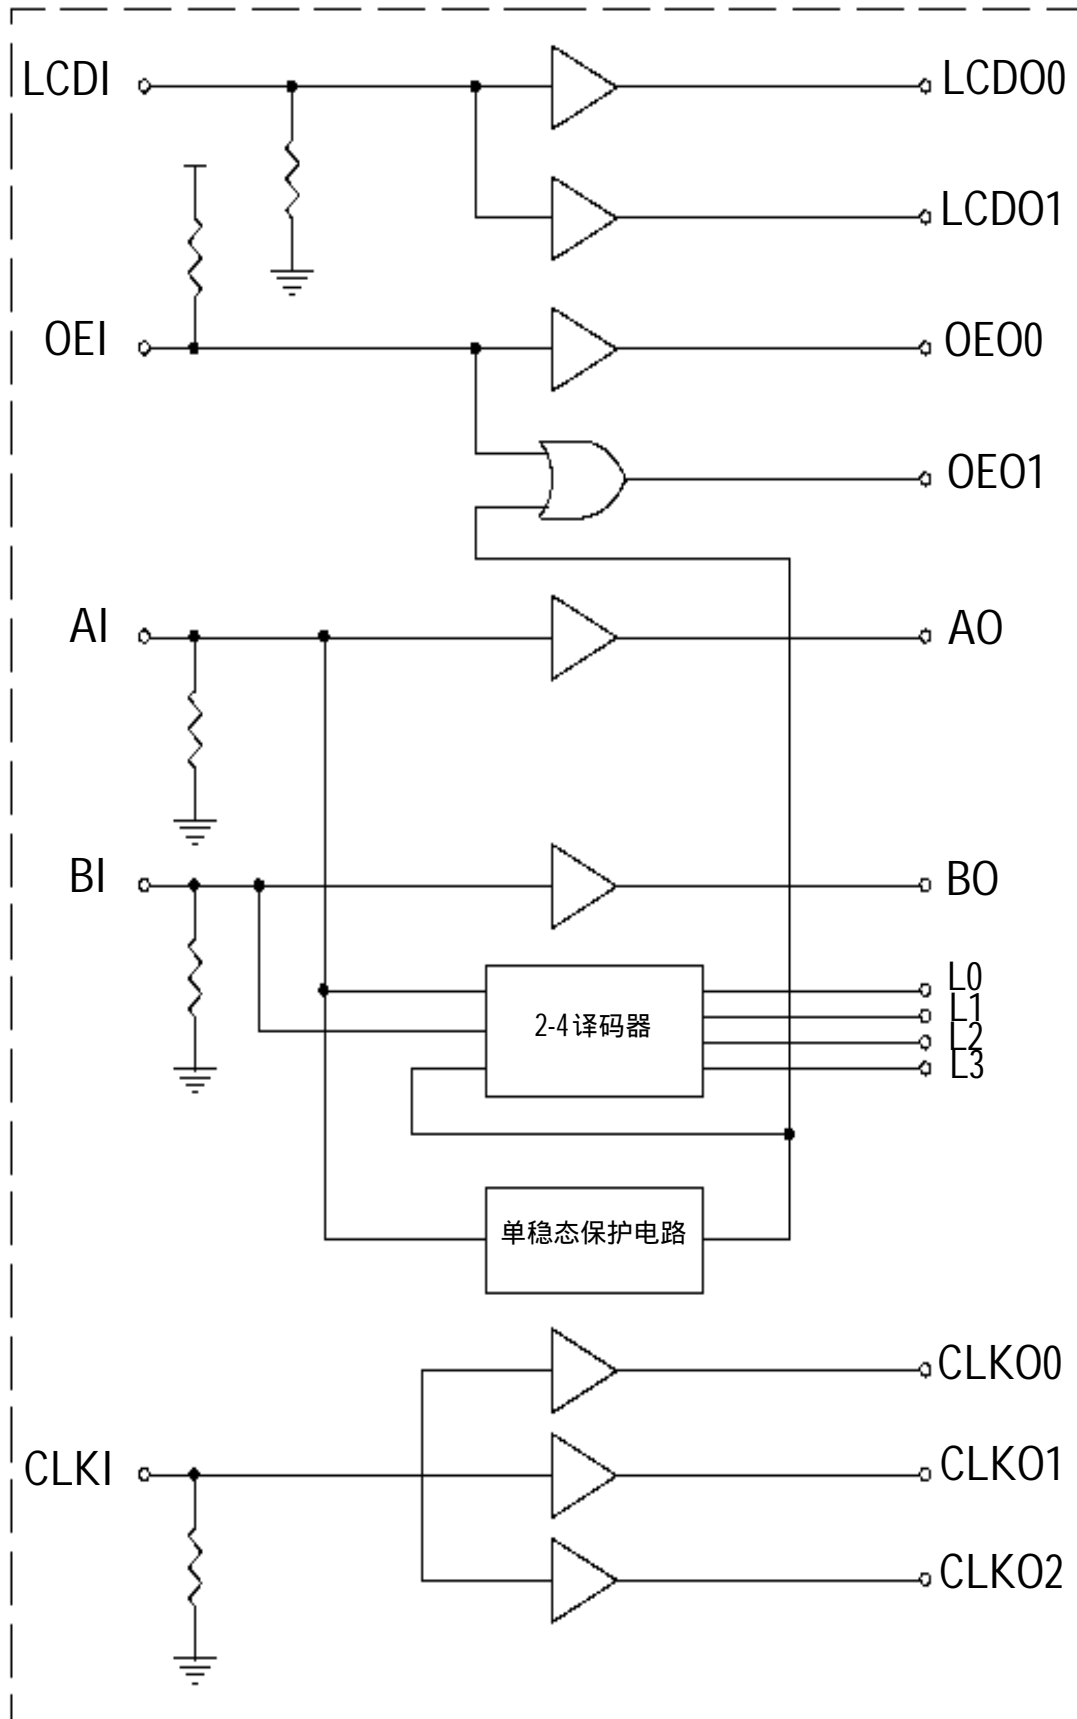 LCDI
LCDO0
LCDO1
OEI
OEO0
OEO1
AI
AO
BI
BO
L0
L1
2-4译码器
L2
L3
单稳态保护电路
CLKO0
CLKI
CLKO1
CLKO2